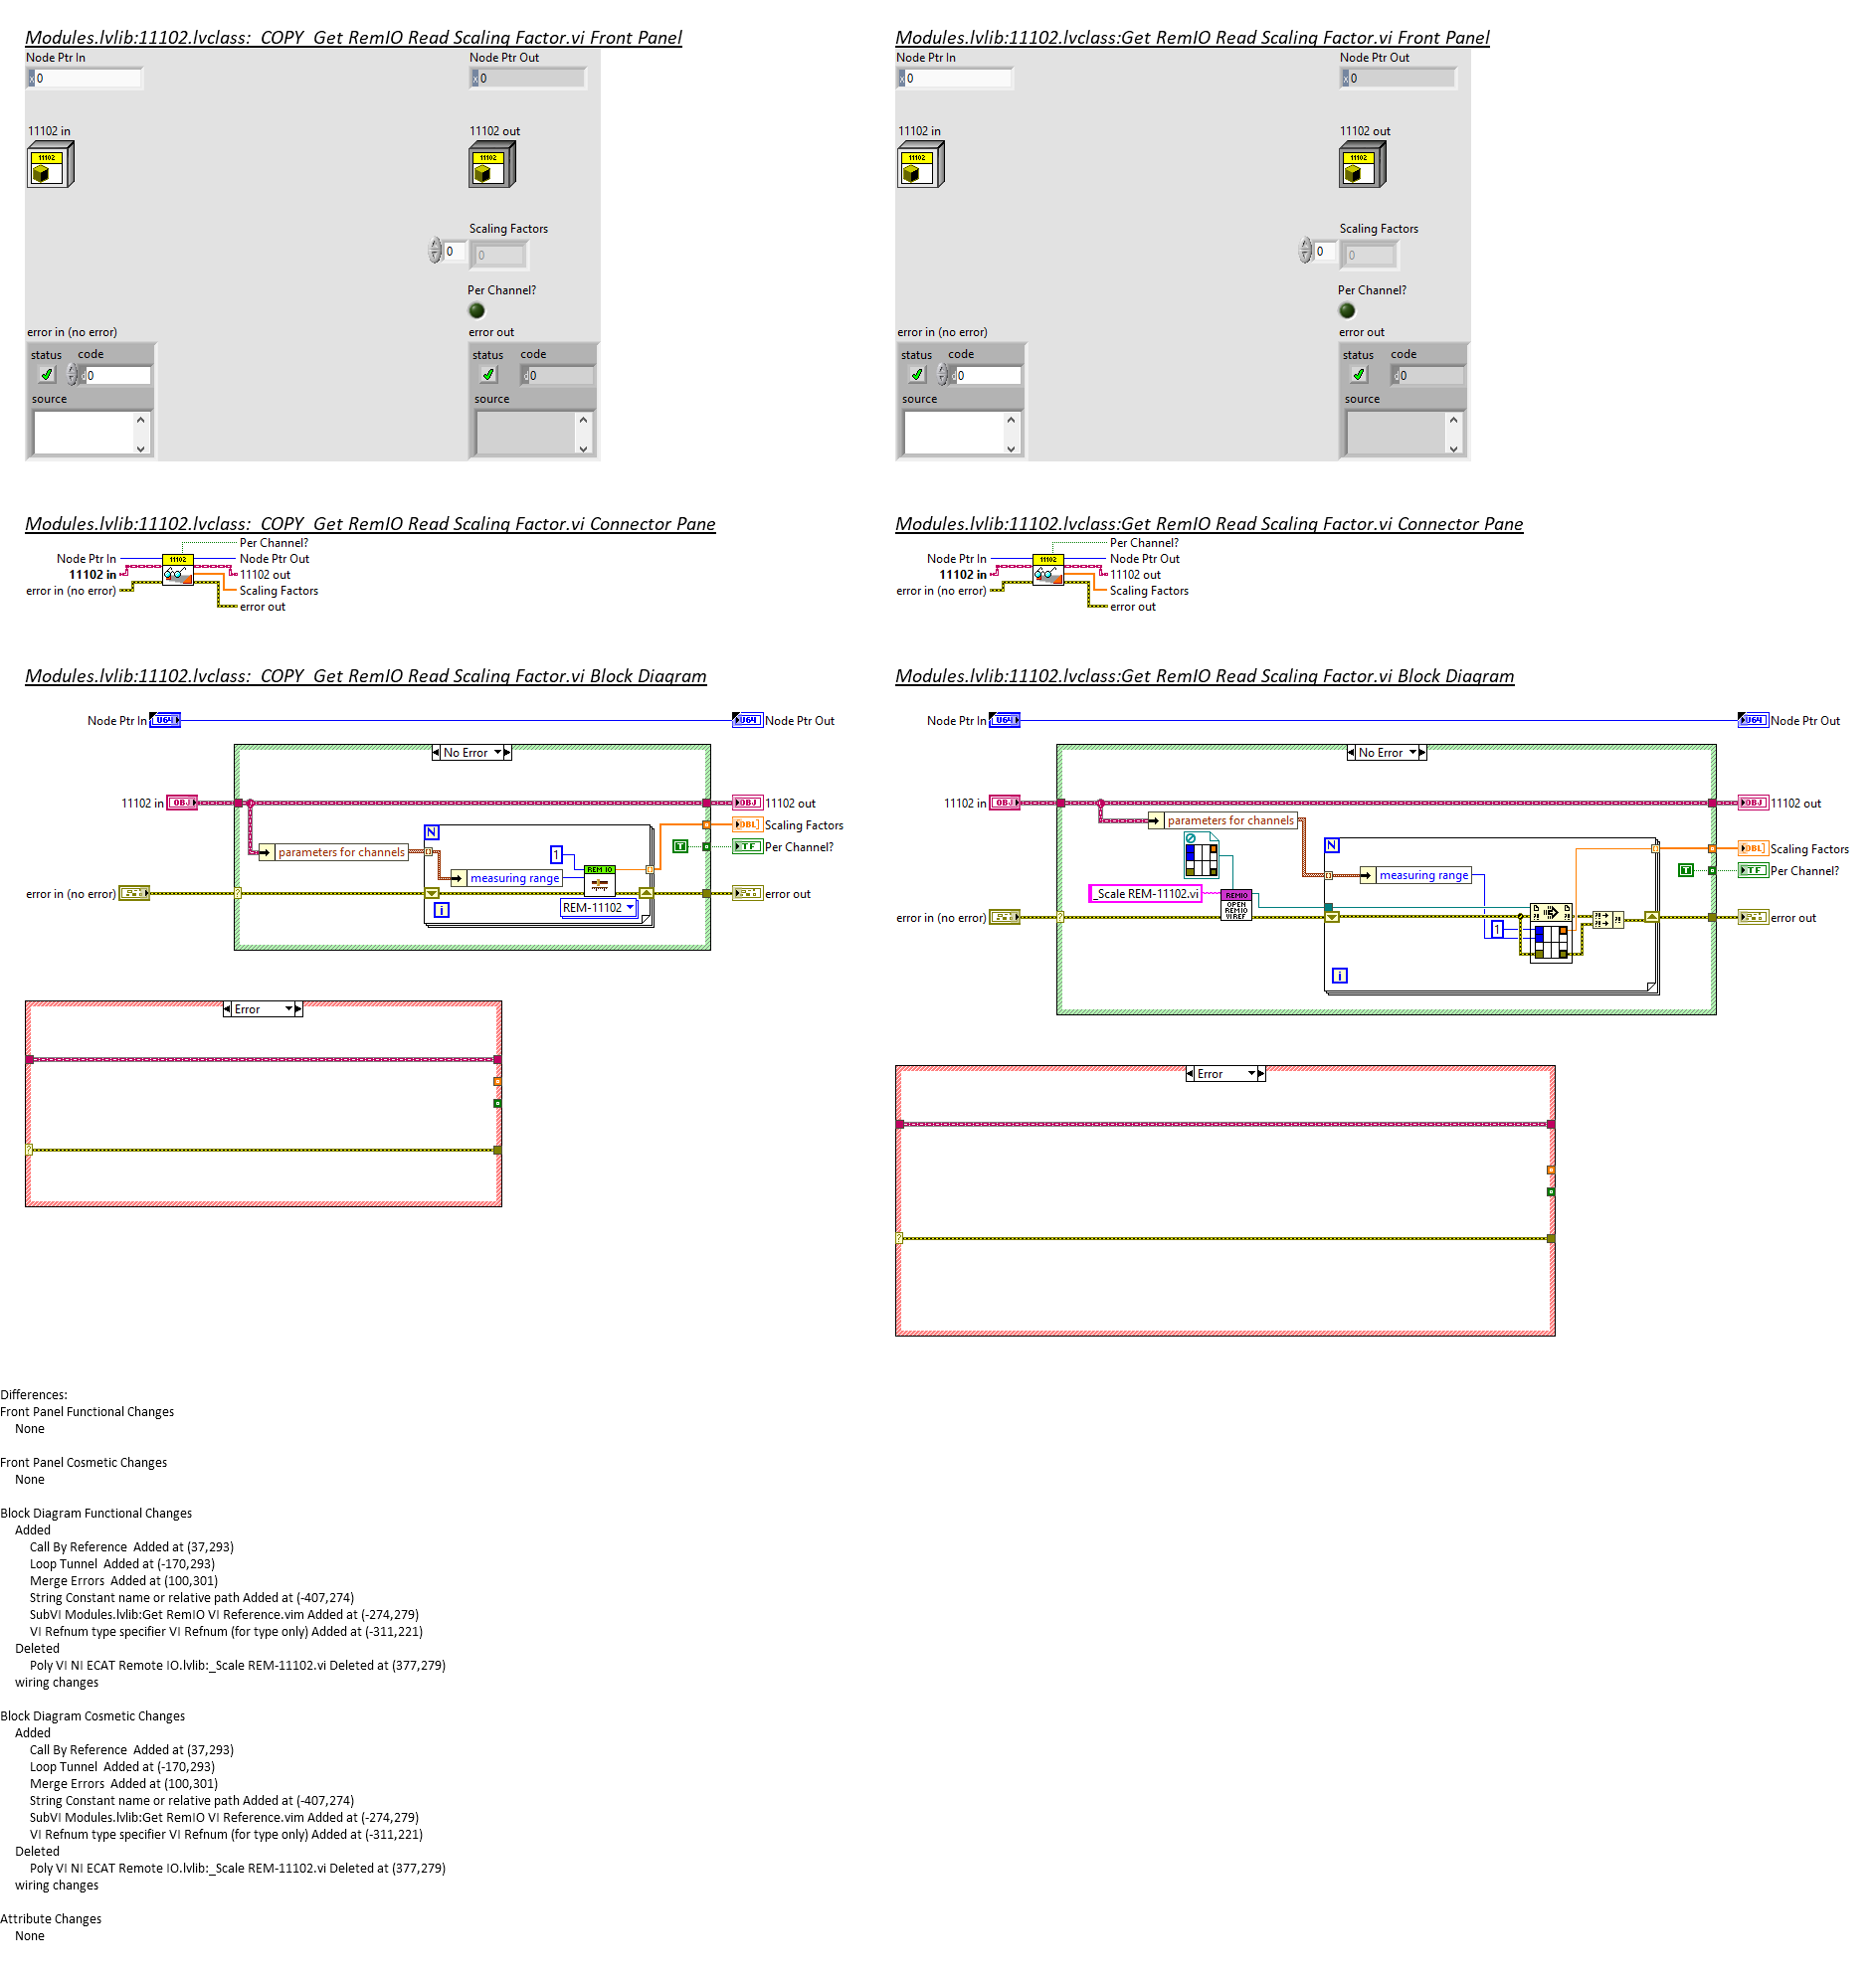 Modules.lvlib:11102.lvclass:_COPY_Get RemIO Read Scaling Factor.vi Front Panel
Node Ptr In
Node Ptr Out
x 0
x 0
11102 in
11102 out
11102
11102
Scaling Factors
0
0
Per Channel?
error in (no error)
error out
status
code
status
code
d0
d0
source
source
Modules.lvlib:11102.lvclass:Get RemIO Read Scaling Factor.vi Front Panel
Node Ptr In
Node Ptr Out
x 0
x 0
11102 in
11102 out
11102
11102
Scaling Factors
0
0
Per Channel?
error in (no error)
error out
status
code
status
code
d0
d0
source
source
Modules.lvlib:11102.lvclass:_COPY_Get RemIO Read Scaling Factor.vi Connector Pane
Per Channel?
Node Ptr In
11102
Node Ptr Out
11102 in
11102 out
error in (no error)
Scaling Factors
error out
Modules.lvlib:11102.lvclass:Get RemIO Read Scaling Factor.vi Connector Pane
Per Channel?
Node Ptr In
11102
Node Ptr Out
11102 in
11102 out
error in (no error)
Scaling Factors
error out
Modules.lvlib:11102.lvclass:_COPY_Get RemIO Read Scaling Factor.vi Block Diagram
Node Ptr In
U64
U64
Node Ptr Out
No Error
11102 in
OBJ
OBJ
11102 out
DBL
Scaling Factors
N
T
TF
Per Channel?
parameters for channels
1
REM IO
measuring range
error in (no error)
error out
REM-11102
i
Error
Modules.lvlib:11102.lvclass:Get RemIO Read Scaling Factor.vi Block Diagram
Node Ptr In
U64
U64
Node Ptr Out
No Error
11102 in
OBJ
OBJ
11102 out
parameters for channels
N
DBL
Scaling Factors
T
TF
Per Channel?
measuring range
_Scale REM-11102.vi
REMIO
OPEN
REMIO
VI REF
error in (no error)
error out
1
i
Error
Differences:
Front Panel Functional Changes
None
Front Panel Cosmetic Changes
None
Block Diagram Functional Changes
Added
Call By Reference  Added at (37,293)
Loop Tunnel  Added at (-170,293)
Merge Errors  Added at (100,301)
String Constant name or relative path Added at (-407,274)
SubVI Modules.lvlib:Get RemIO VI Reference.vim Added at (-274,279)
VI Refnum type specifier VI Refnum (for type only) Added at (-311,221)
Deleted
Poly VI NI ECAT Remote IO.lvlib:_Scale REM-11102.vi Deleted at (377,279)
wiring changes
Block Diagram Cosmetic Changes
Added
Call By Reference  Added at (37,293)
Loop Tunnel  Added at (-170,293)
Merge Errors  Added at (100,301)
String Constant name or relative path Added at (-407,274)
SubVI Modules.lvlib:Get RemIO VI Reference.vim Added at (-274,279)
VI Refnum type specifier VI Refnum (for type only) Added at (-311,221)
Deleted
Poly VI NI ECAT Remote IO.lvlib:_Scale REM-11102.vi Deleted at (377,279)
wiring changes
Attribute Changes
None